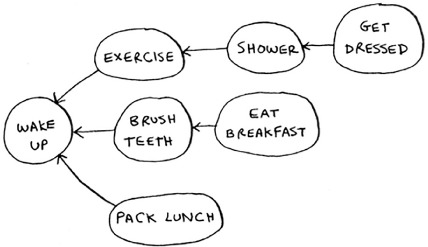 GET
DRESSED
SHOWER
EXERCISE
WAKE
UP
BRUSH
TEETH
EAT
BREAKFAST
PACK LUNCH